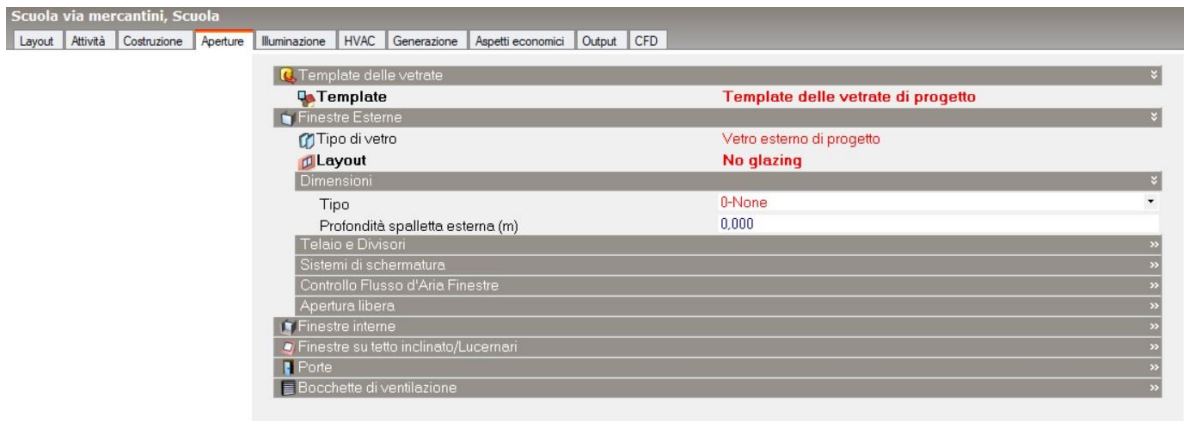 Scuola via mercantini, Scuola
Layout Attività Costruzione Aperture Illuminazione HVAC Generazione Aspetti economici Output CFD
Template delle vetrate
Template Template delle vetrate di progetto
Finestre Esterne
Tipo di vetro Vetro esterno di progetto
Layout No glazing
Dimensioni
Tipo 0-None
Profondità spalletta esterna (m) 0,000
Telaio e Divisori
Sistemi di schermatura
Controllo Flusso d'Aria Finestre
Apertura libera
Finestre interne
Finestre su tetto inclinato/Lucernari
Porte
Bocchette di ventilazione